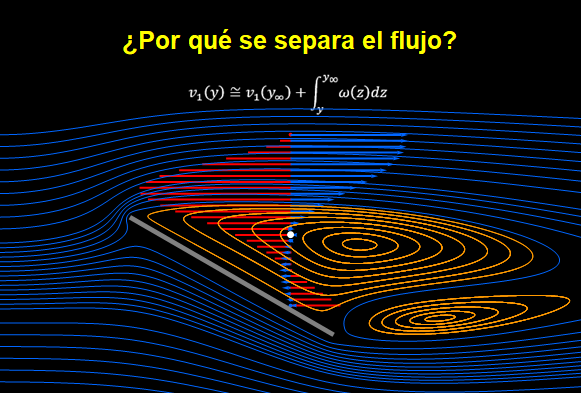 ¿Por qué se separa el flujo?
v₁(y) ≅ v₁(y∞) + ∫_y^{y∞} ω(z)dz